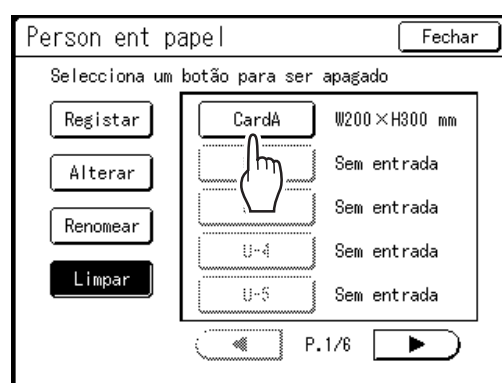 Person ent papel Fechar
Selecciona um botão para ser apagado
Registar CardA W200×H300 mm
Alterar Sem entrada
Renomear Sem entrada
U-4 Sem entrada
Limpar U-5 Sem entrada
◀ P.1/6 ▶